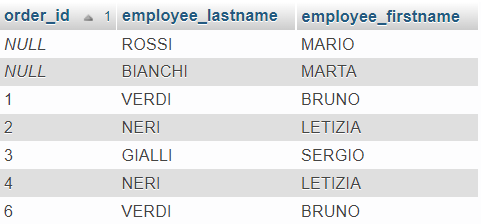 order_id 1 employee_lastname employee_firstname
NULL ROSSI MARIO
NULL BIANCHI MARTA
1 VERDI BRUNO
2 NERI LETIZIA
3 GIALLI SERGIO
4 NERI LETIZIA
6 VERDI BRUNO